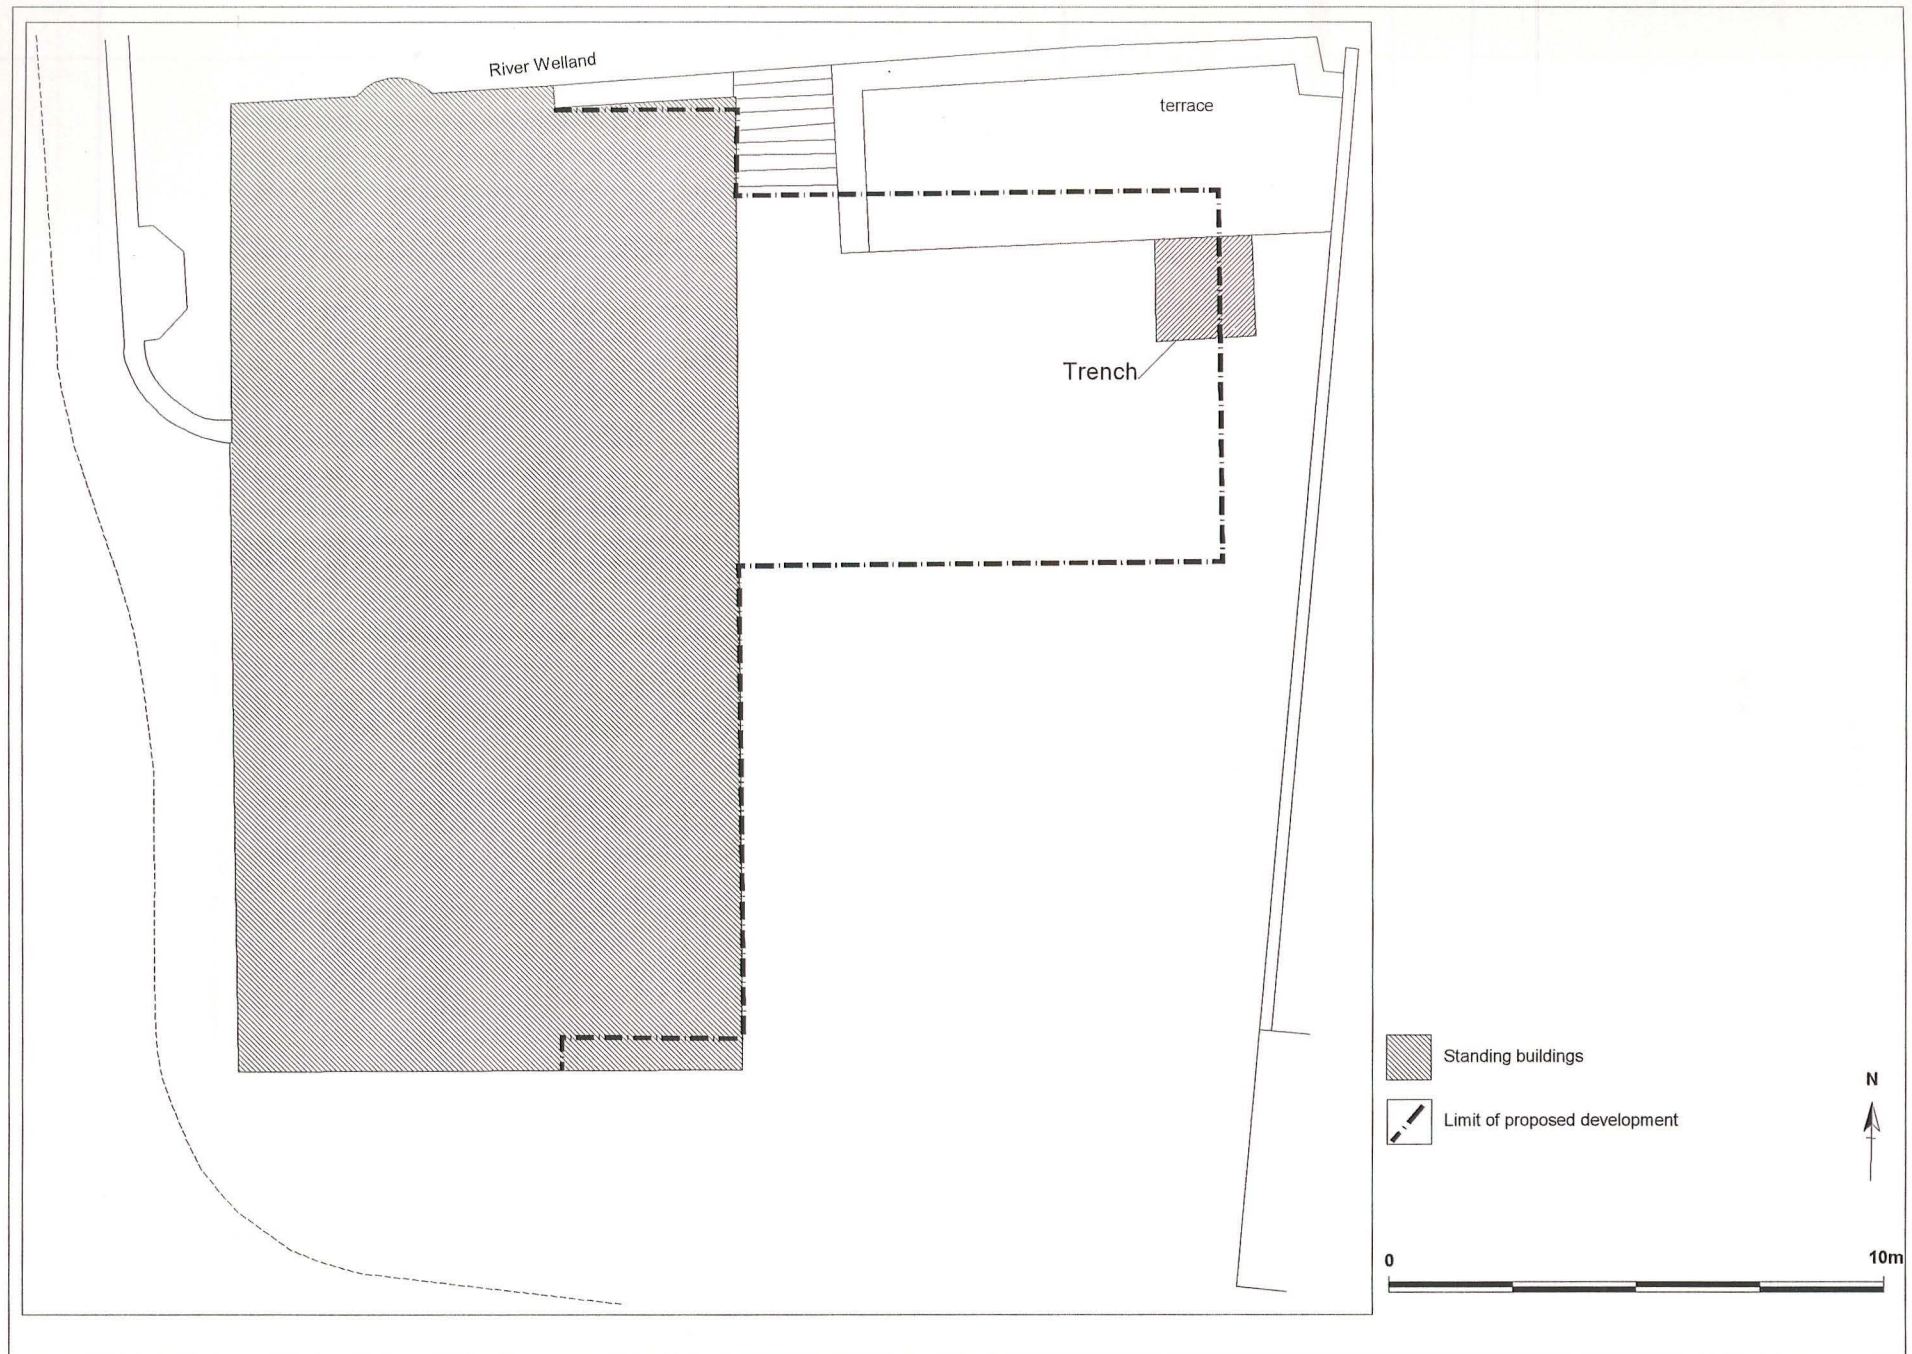 River Welland
terrace
Trench
Standing buildings
Limit of proposed development
N
0 10m